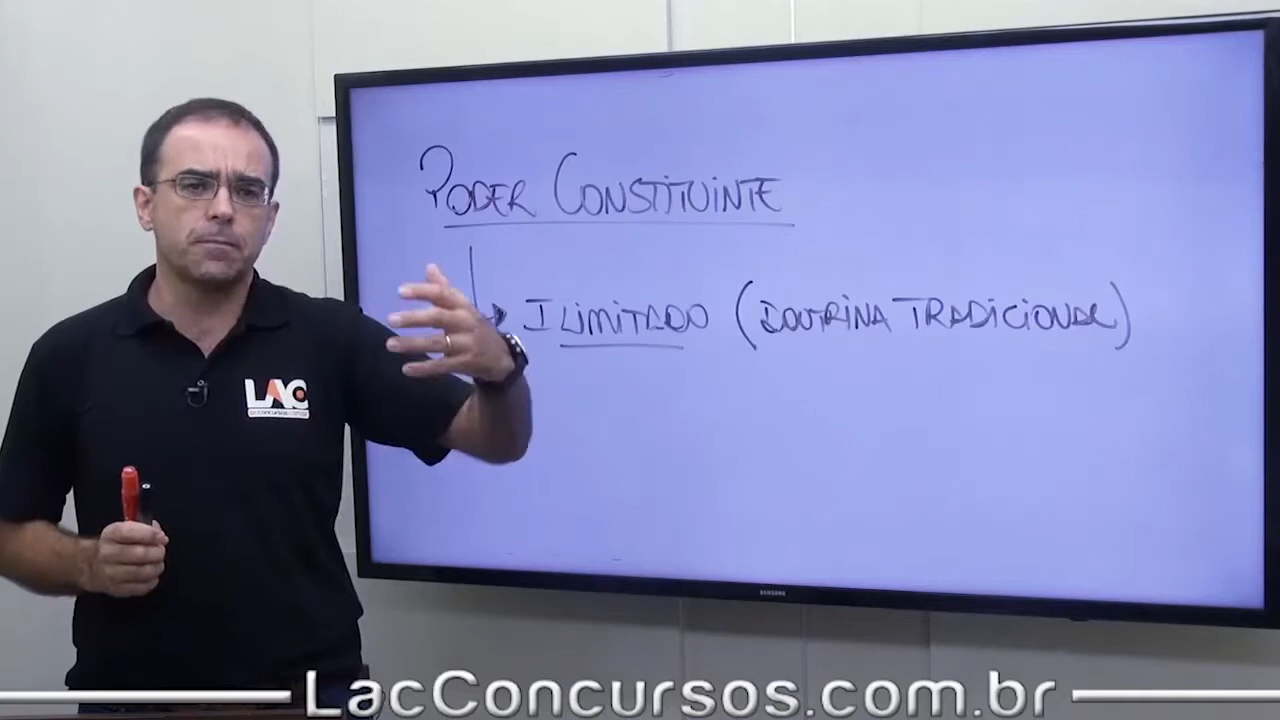 PODER CONSTITUINTE
ILIMITADO (DOUTRINA TRADICIONAL)
LAC
SAMSUNG
LacConcursos.com.br